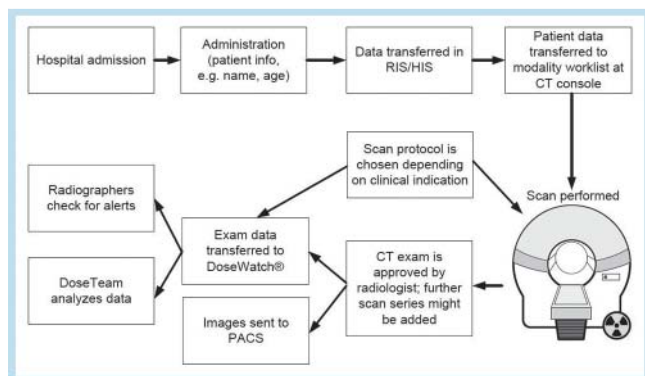 Hospital admission
Administration
(patient info,
e.g. name, age)
Data transferred in
RIS/HIS
Patient data
transferred to
modality worklist at
CT console
Scan protocol is
chosen depending
on clinical indication
Scan performed
Radiographers
check for alerts
Exam data
transferred to
DoseWatch®
CT exam is
approved by
radiologist; further
scan series might
be added
DoseTeam
analyzes data
Images sent to
PACS